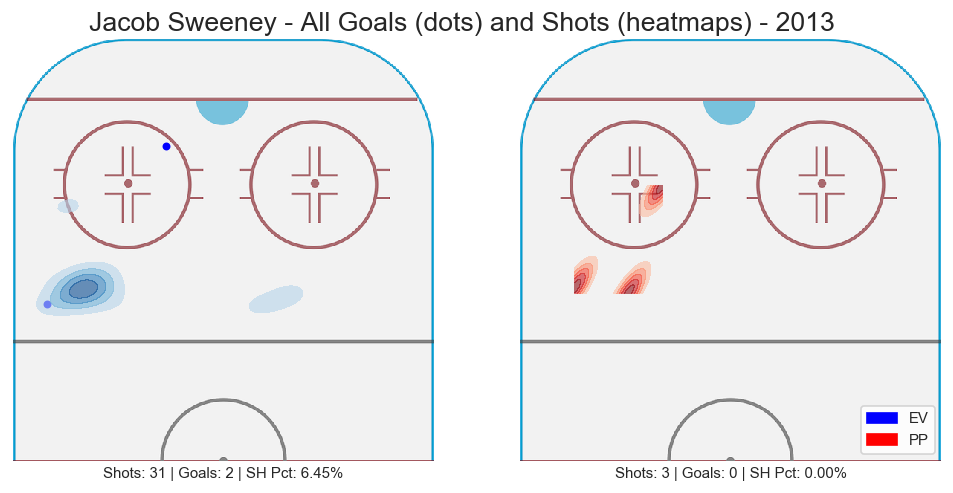 Jacob Sweeney - All Goals (dots) and Shots (heatmaps) - 2013
EV
PP
Shots: 31 | Goals: 2 | SH Pct: 6.45%
Shots: 3 | Goals: 0 | SH Pct: 0.00%